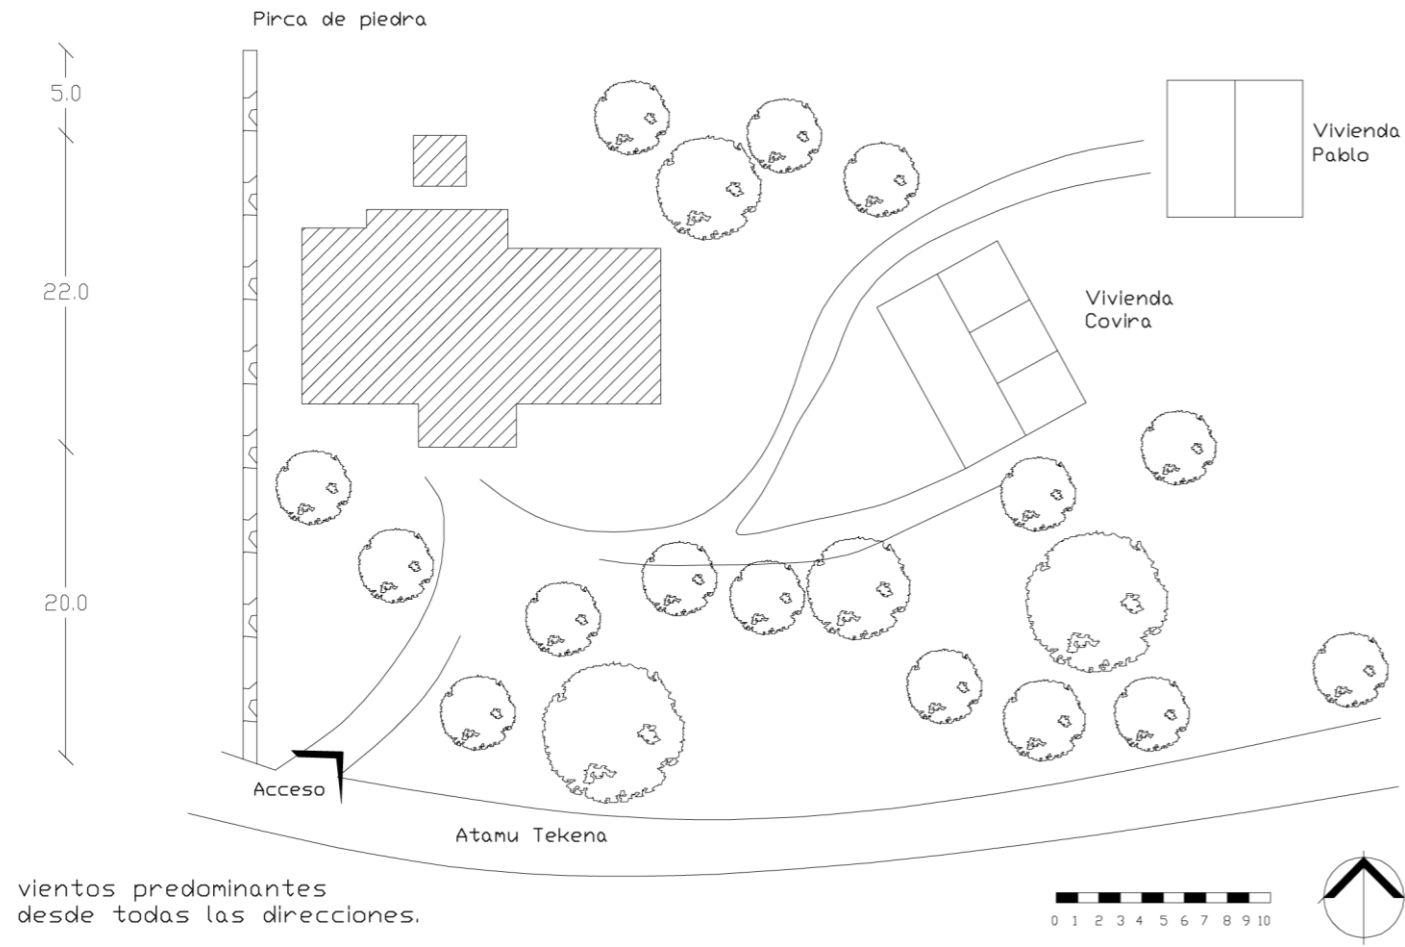 Pirca de piedra
5.0
Vivienda
Pablo
22.0
Vivienda
Covira
20.0
Acceso
Atamu Tekena
vientos predominantes
desde todas las direcciones.
0 1 2 3 4 5 6 7 8 9 10